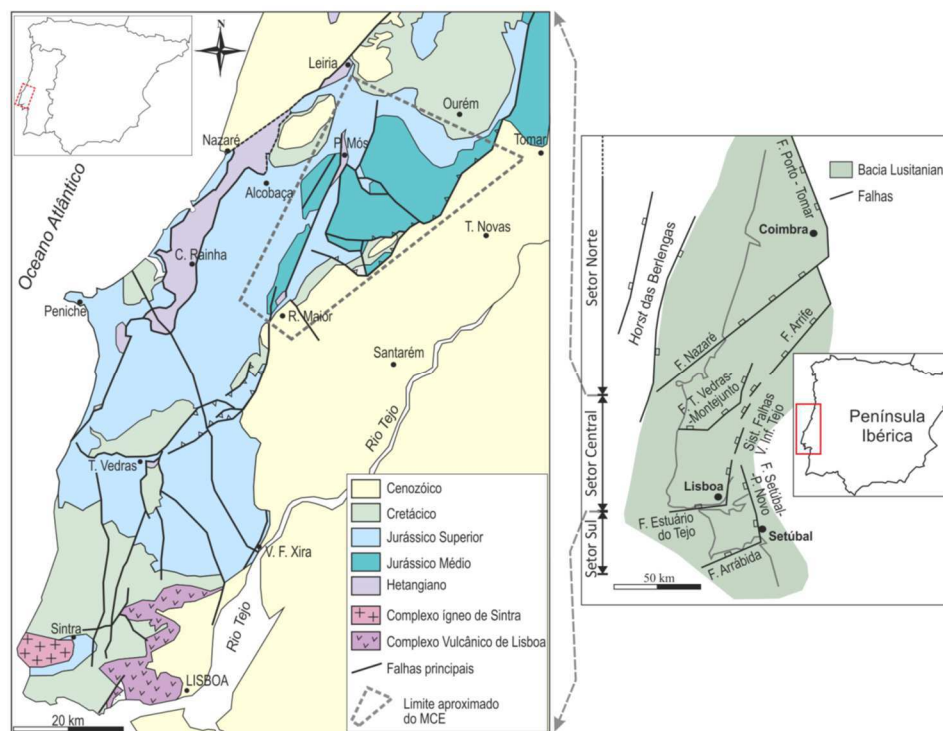 N
Leiria
Ourém
Nazaré
P. Mós
Tomar
Alcobaça
Oceano Atlântico
T. Novas
C. Rainha
Peniche
R. Maior
Santarém
Rio Tejo
T. Vedras
V. F. Xira
Sintra
Rio Tejo
LISBOA
20 km
Cenozóico
Cretácico
Jurássico Superior
Jurássico Médio
Hetangiano
Complexo ígneo de Sintra
Complexo Vulcânico de Lisboa
Falhas principais
Limite aproximado
do MCE
Setor Norte
Setor Central
Setor Sul
Horst das Berlengas
F. Porto - Tomar
Bacia Lusitanian
Falhas
Coimbra
F. Nazaré
F. Arrife
F. T. Vedras-
-Montejunto
Sist. Falhas
V. Inf. Tejo
Península
Ibérica
Lisboa
F. Setúbal-
-P. Novo
F. Estuário
do Tejo
Setúbal
F. Arrábida
50 km